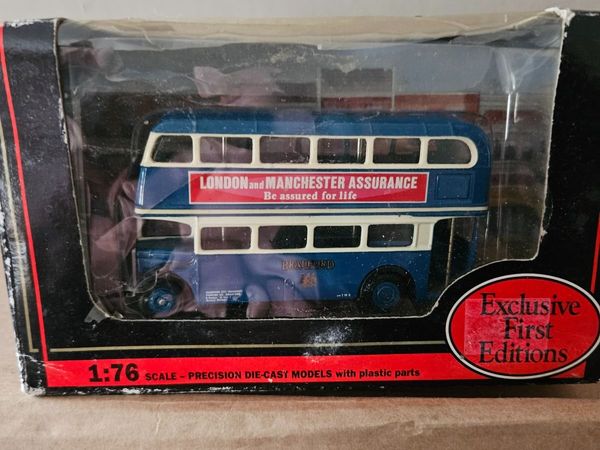 LONDON and MANCHESTER ASSURANCE
Be assured for life
BRADFORD
Exclusive
First
Editions
1:76 SCALE – PRECISION DIE-CAST MODELS with plastic parts